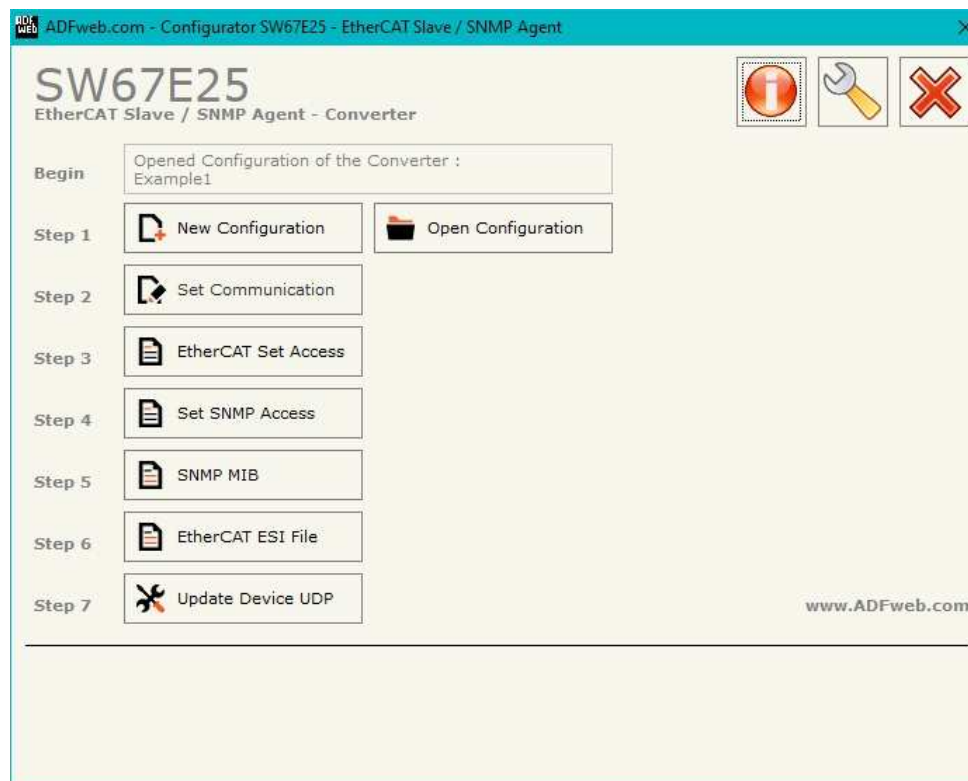 ADF
WEB
ADFweb.com - Configurator SW67E25 - EtherCAT Slave / SNMP Agent
SW67E25
EtherCAT Slave / SNMP Agent - Converter
Begin
Opened Configuration of the Converter :
Example1
Step 1
New Configuration
Open Configuration
Step 2
Set Communication
Step 3
EtherCAT Set Access
Step 4
Set SNMP Access
Step 5
SNMP MIB
Step 6
EtherCAT ESI File
Step 7
Update Device UDP
www.ADFweb.com